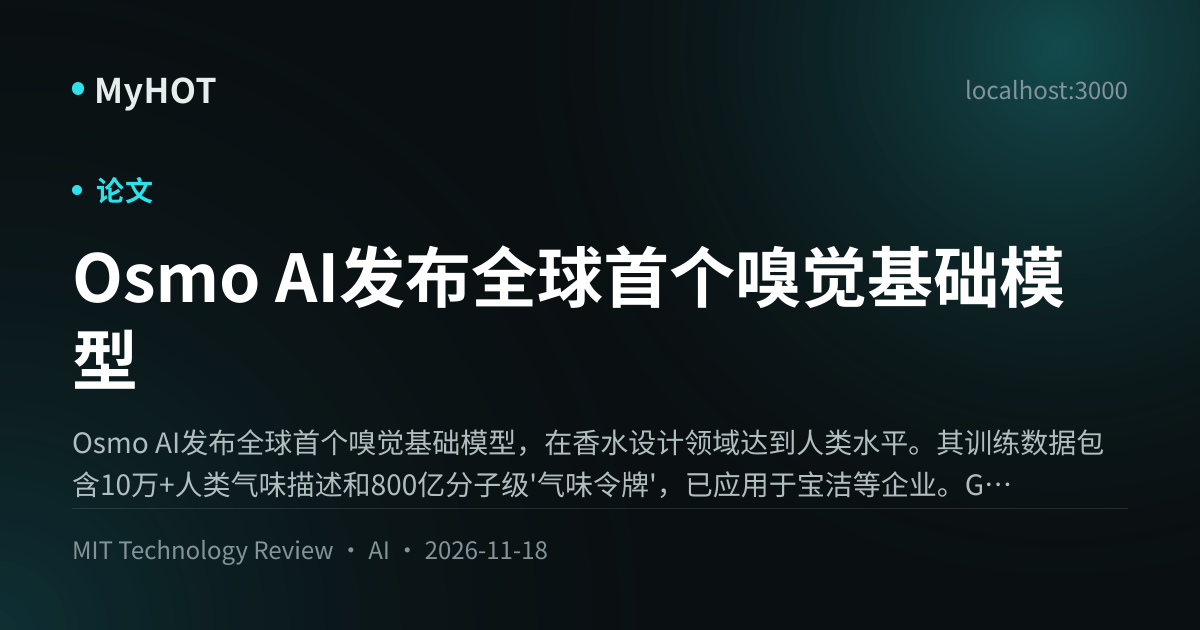 MyHOT
localhost:3000
论文
Osmo AI发布全球首个嗅觉基础模
型
Osmo AI发布全球首个嗅觉基础模型，在香水设计领域达到人类水平。其训练数据包
含10万+人类气味描述和800亿分子级'气味令牌'，已应用于宝洁等企业。G…
MIT Technology Review • AI • 2026-11-18